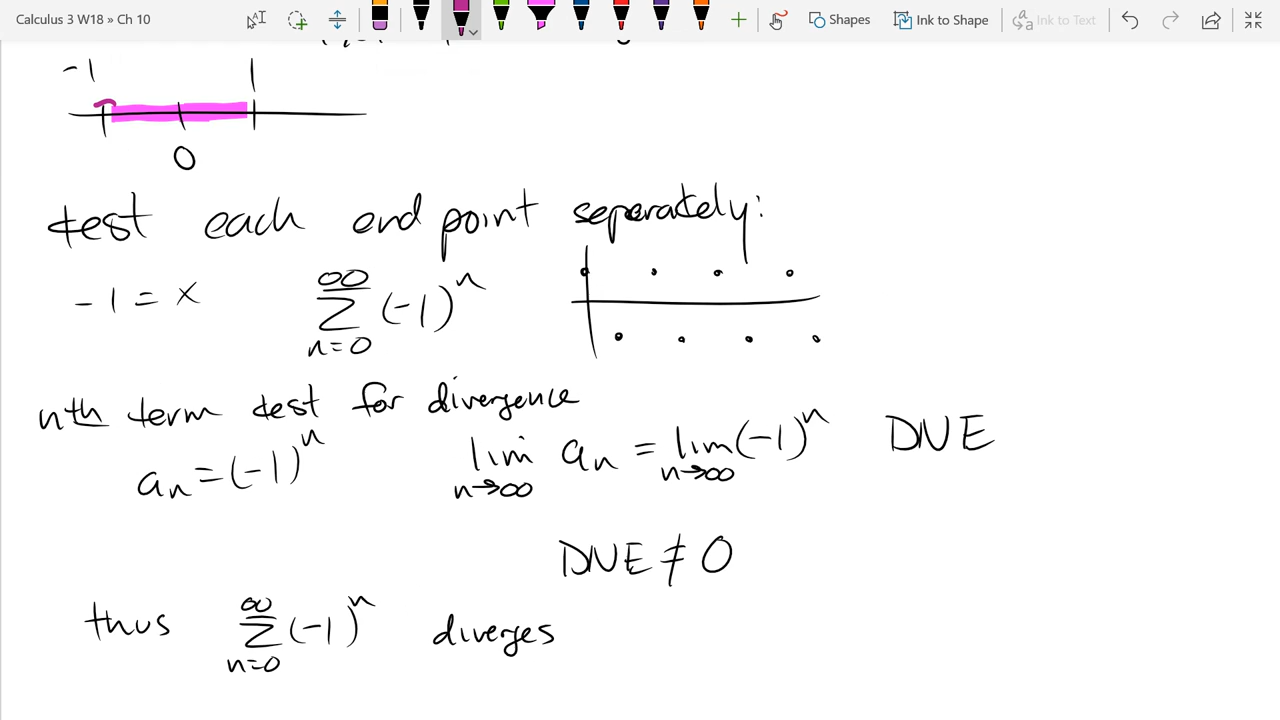 Calculus 3 W18 » Ch 10
Shapes
Ink to Shape
Ink to Text
-1 1
0
test each endpoint separately:
-1 = x ∞ Σ n=0 (-1)^n
nth term test for divergence
a_n = (-1)^n lim n→∞ a_n = lim n→∞ (-1)^n DNE
DNE ≠ 0
thus ∞ Σ n=0 (-1)^n diverges